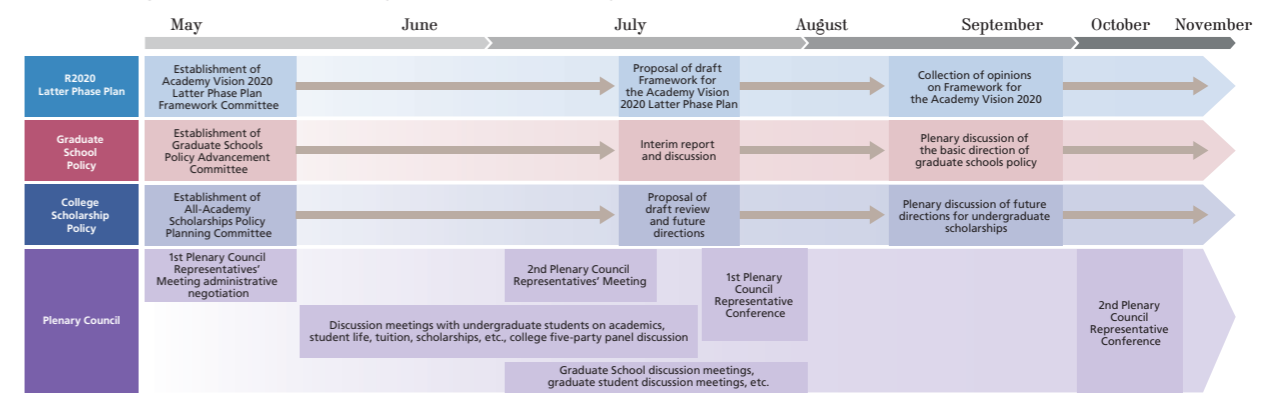 May
June
July
August
September
October
November
R2020
Latter Phase Plan
Establishment of
Academy Vision 2020
Latter Phase Plan
Framework Committee
Proposal of draft
Framework for
the Academy Vision
2020 Latter Phase Plan
Collection of opinions
on Framework for
the Academy Vision 2020
Graduate
School
Policy
Establishment of
Graduate Schools
Policy Advancement
Committee
Interim report
and discussion
Plenary discussion of
the basic direction of
graduate schools policy
College
Scholarship
Policy
Establishment of
All-Academy
Scholarships Policy
Planning Committee
Proposal of
draft review
and future
directions
Plenary discussion of future
directions for undergraduate
scholarships
Plenary Council
1st Plenary Council
Representatives'
Meeting administrative
negotiation
2nd Plenary Council
Representatives' Meeting
1st Plenary
Council
Representative
Conference
Discussion meetings with undergraduate students on academics,
student life, tuition, scholarships, etc., college five-party panel discussion
Graduate School discussion meetings,
graduate student discussion meetings, etc.
2nd Plenary
Council
Representative
Conference